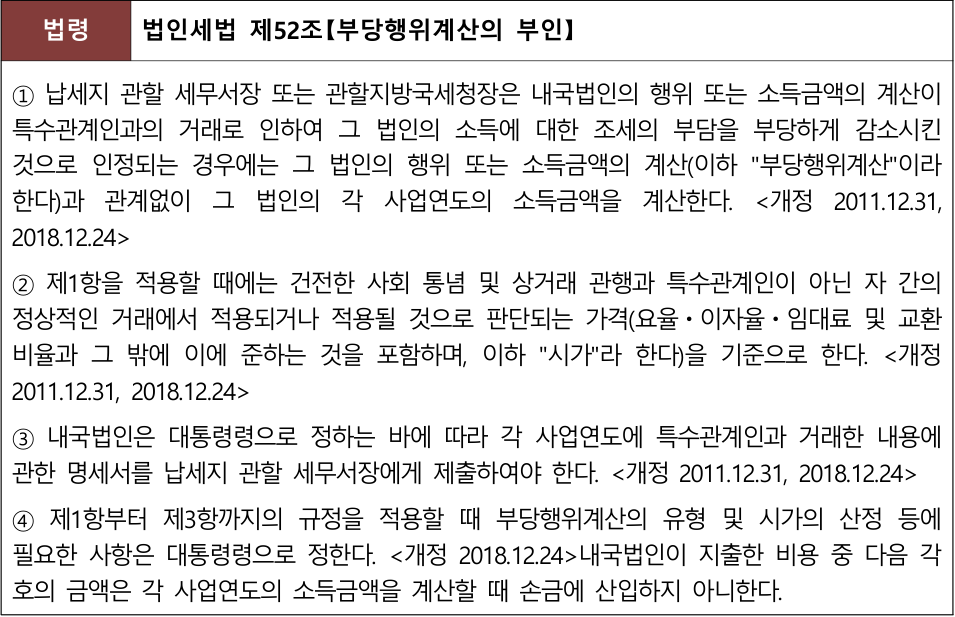 법령 법인세법 제52조【부당행위계산의 부인】
① 납세지 관할 세무서장 또는 관할지방국세청장은 내국법인의 행위 또는 소득금액의 계산이
특수관계인과의 거래로 인하여 그 법인의 소득에 대한 조세의 부담을 부당하게 감소시킨
것으로 인정되는 경우에는 그 법인의 행위 또는 소득금액의 계산(이하 "부당행위계산"이라
한다)과 관계없이 그 법인의 각 사업연도의 소득금액을 계산한다. <개정 2011.12.31,
2018.12.24>
② 제1항을 적용할 때에는 건전한 사회 통념 및 상거래 관행과 특수관계인이 아닌 자 간의
정상적인 거래에서 적용되거나 적용될 것으로 판단되는 가격(요율・이자율・임대료 및 교환
비율과 그 밖에 이에 준하는 것을 포함하며, 이하 "시가"라 한다)을 기준으로 한다. <개정
2011.12.31, 2018.12.24>
③ 내국법인은 대통령령으로 정하는 바에 따라 각 사업연도에 특수관계인과 거래한 내용에
관한 명세서를 납세지 관할 세무서장에게 제출하여야 한다. <개정 2011.12.31, 2018.12.24>
④ 제1항부터 제3항까지의 규정을 적용할 때 부당행위계산의 유형 및 시가의 산정 등에
필요한 사항은 대통령령으로 정한다. <개정 2018.12.24>내국법인이 지출한 비용 중 다음 각
호의 금액은 각 사업연도의 소득금액을 계산할 때 손금에 산입하지 아니한다.